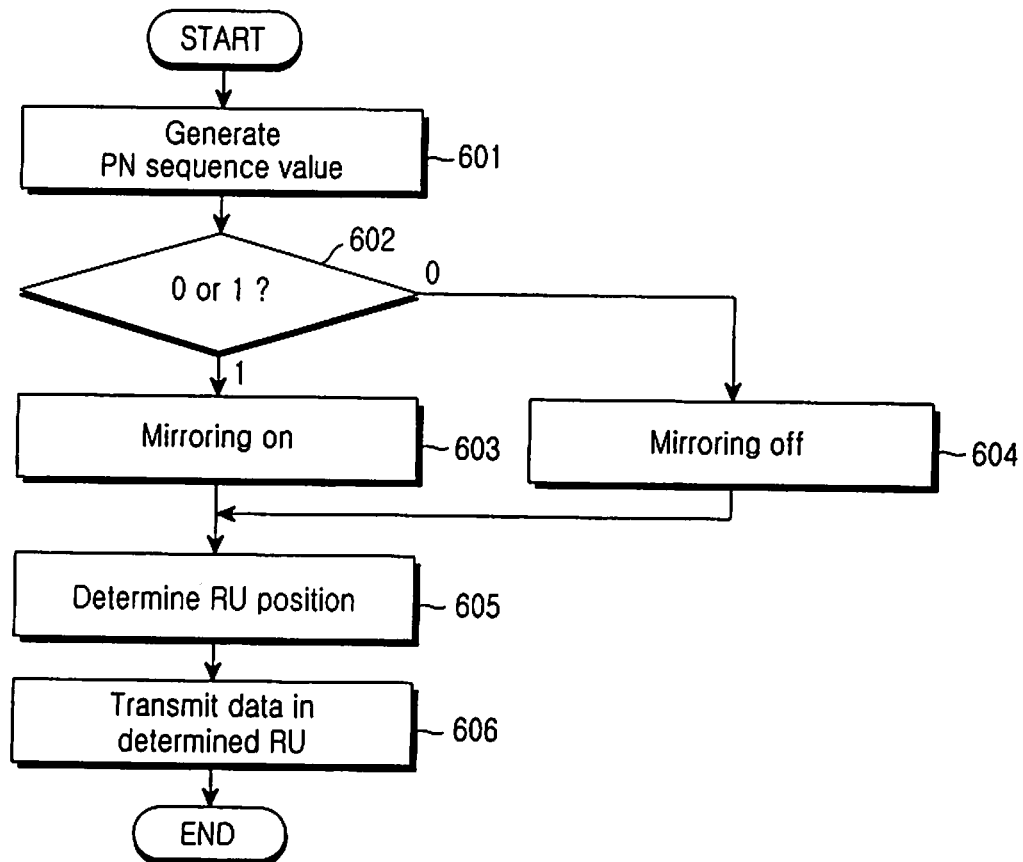 START
Generate
PN sequence value
601
602
0 or 1 ?
0
1
Mirroring on
603
Mirroring off
604
Determine RU position
605
Transmit data in
determined RU
606
END